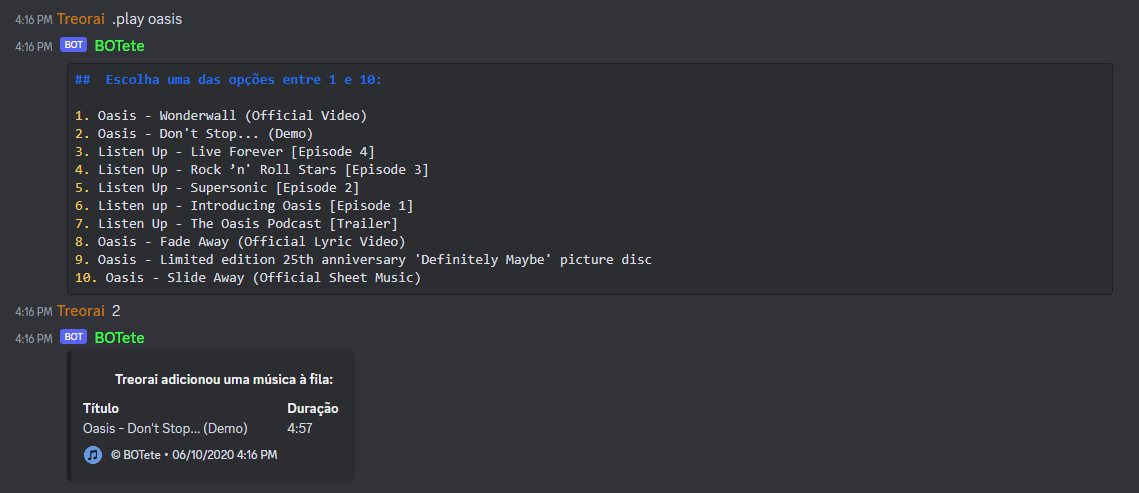 4:16 PM Treorai .play oasis
4:16 PM BOT BOTete
## Escolha uma das opções entre 1 e 10:
1. Oasis - Wonderwall (Official Video)
2. Oasis - Don't Stop... (Demo)
3. Listen Up - Live Forever [Episode 4]
4. Listen Up - Rock ’n' Roll Stars [Episode 3]
5. Listen Up - Supersonic [Episode 2]
6. Listen up - Introducing Oasis [Episode 1]
7. Listen Up - The Oasis Podcast [Trailer]
8. Oasis - Fade Away (Official Lyric Video)
9. Oasis - Limited edition 25th anniversary 'Definitely Maybe' picture disc
10. Oasis - Slide Away (Official Sheet Music)
4:16 PM Treorai 2
4:16 PM BOT BOTete
Treorai adicionou uma música à fila:
Título Duração
Oasis - Don't Stop... (Demo) 4:57
© BOTete • 06/10/2020 4:16 PM